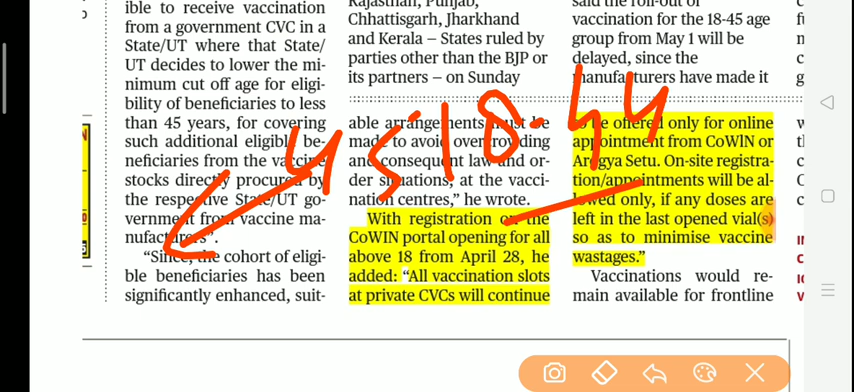 ible to receive vaccination
from a government CVC in a
State/UT where that State/
UT decides to lower the mi-
nimum cut off age for eligi-
bility of beneficiaries to less
than 45 years, for covering
such additional eligible be-
neficiaries from the vaccine
stocks directly procured by
the respective State/UT go-
vernment from vaccine ma-
nufacturers”.
“Since, the cohort of eligi-
ble beneficiaries has been
significantly enhanced, suit-
Rajasthan, Punjab,
Chhattisgarh, Jharkhand
and Kerala – States ruled by
parties other than the BJP or
its partners – on Sunday
said the roll-out of
vaccination for the 18-45 age
group from May 1 will be
delayed, since the
manufacturers have made it
able arrangements must be
made to avoid overcrowding
and consequent law and or-
der situations, at the vacci-
nation centres,” he wrote.
With registration on the
CoWIN portal opening for all
above 18 from April 28, he
added: “All vaccination slots
at private CVCs will continue
to be offered only for online
appointment from CoWIN or
Arogya Setu. On-site registra-
tion/appointments will be al-
lowed only, if any doses are
left in the last opened vial(s)
so as to minimise vaccine
wastages.”
Vaccinations would re-
main available for frontline
45
18-44